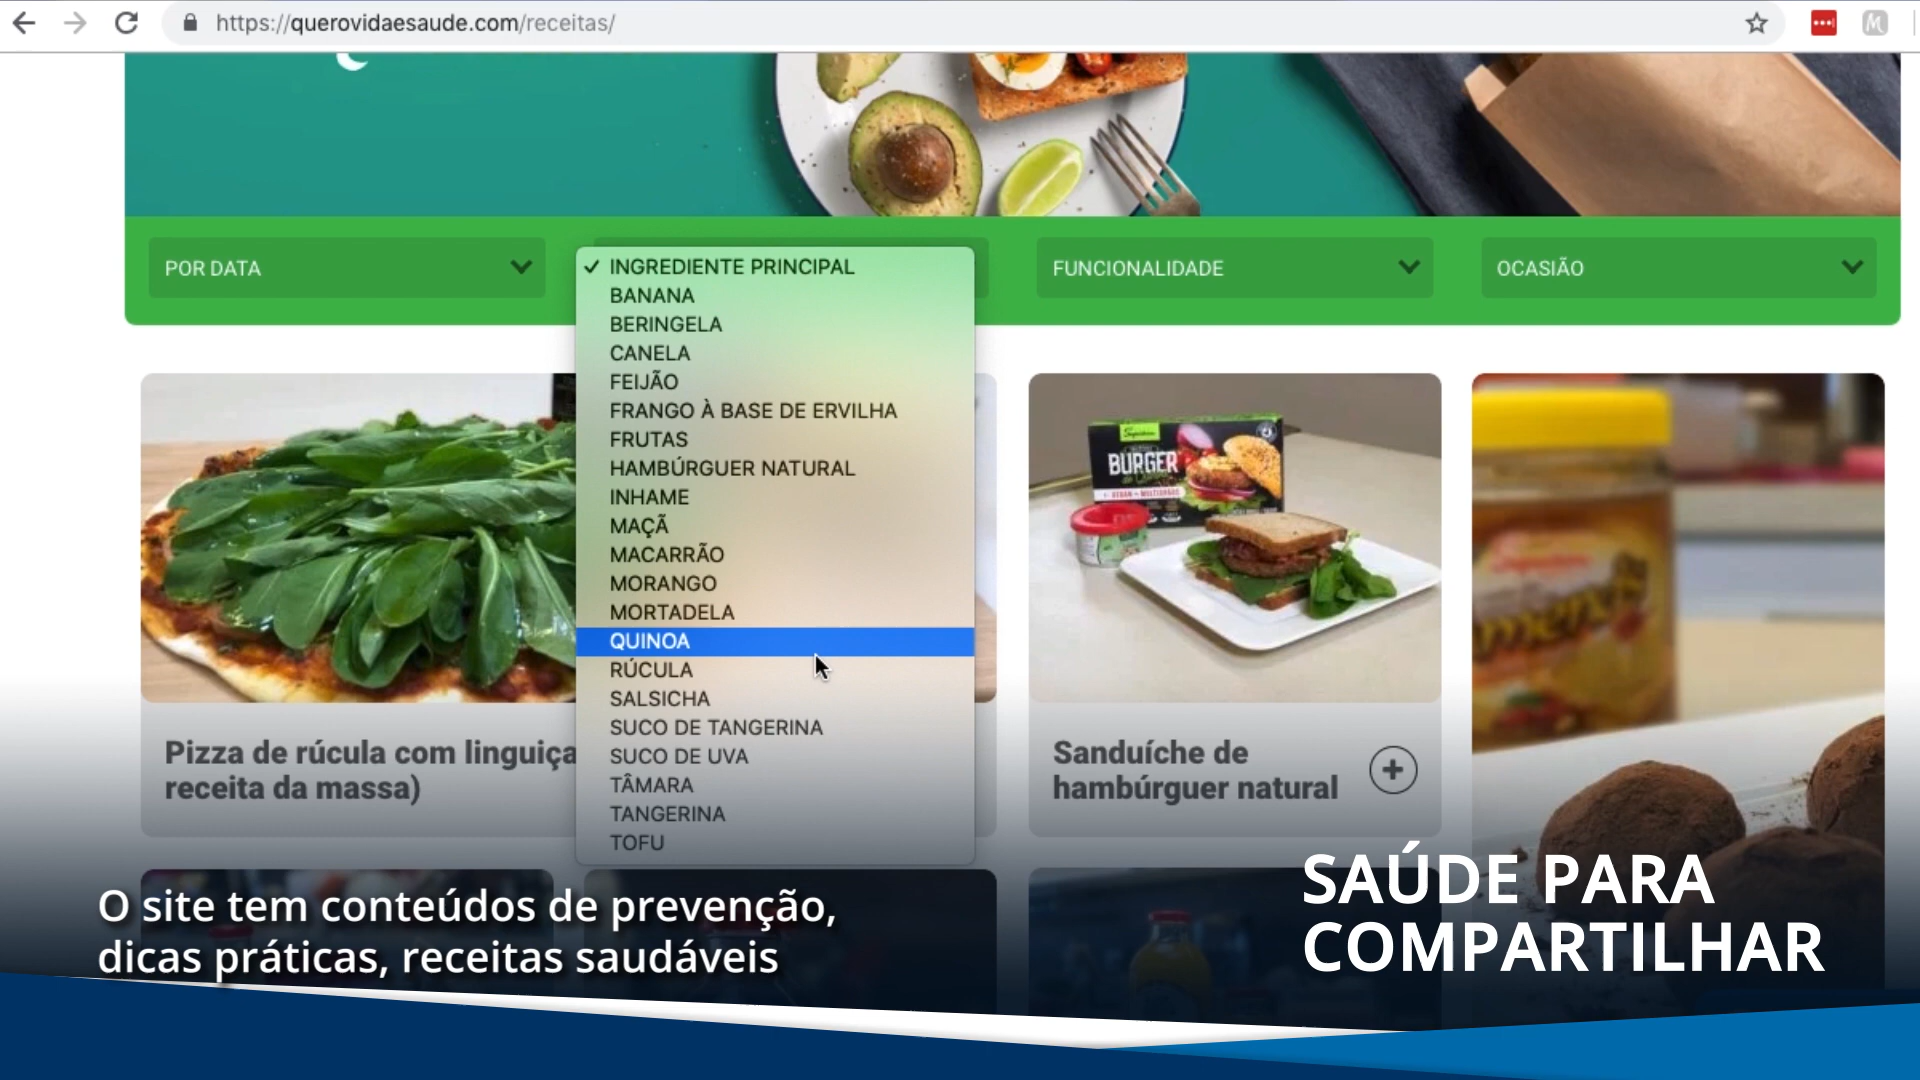 https://querovidaesaude.com/receitas/
POR DATA
✓ INGREDIENTE PRINCIPAL
BANANA
BERINGELA
CANELA
FEIJÃO
FRANGO À BASE DE ERVILHA
FRUTAS
HAMBÚRGUER NATURAL
INHAME
MAÇÃ
MACARRÃO
MORANGO
MORTADELA
QUINOA
RÚCULA
SALSICHA
SUCO DE TANGERINA
SUCO DE UVA
TÂMARA
TANGERINA
TOFU
FUNCIONALIDADE
OCASIÃO
Pizza de rúcula com linguiça
receita da massa)
Superbom
BURGER
Sanduíche de
hambúrguer natural
O site tem conteúdos de prevenção,
dicas práticas, receitas saudáveis
SAÚDE PARA
COMPARTILHAR